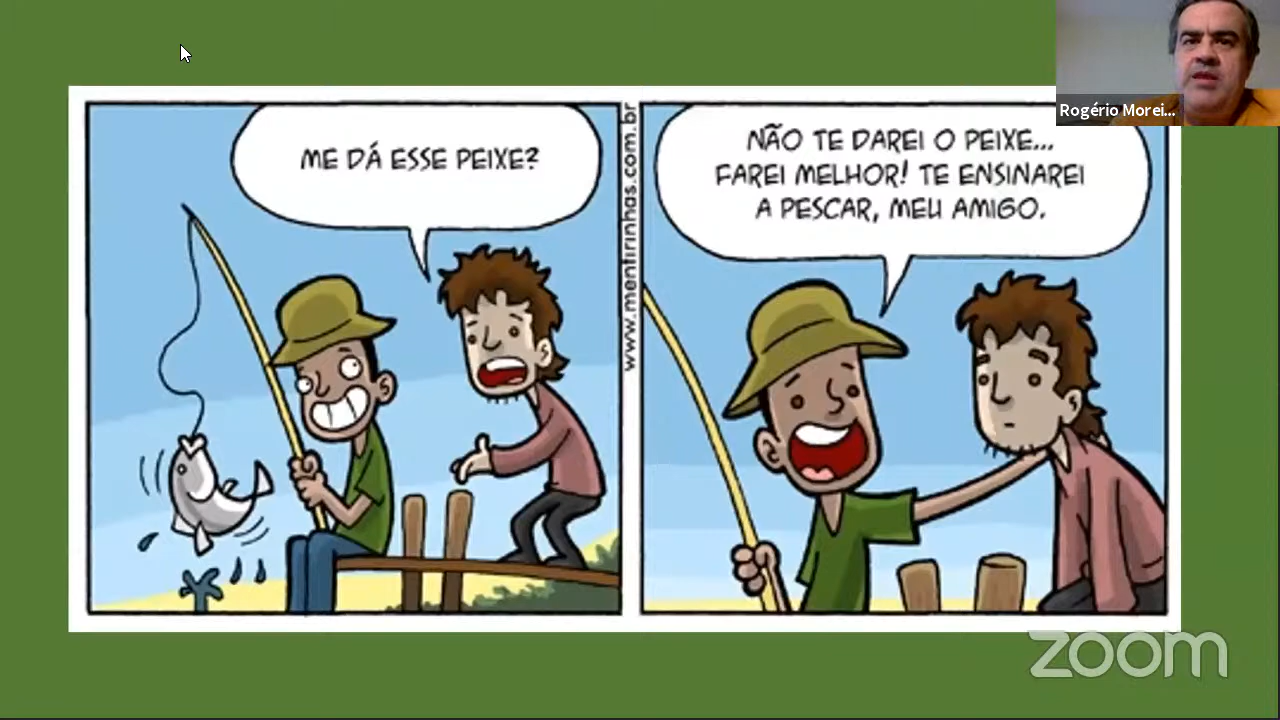 Rogério Morei...
ME DÁ ESSE PEIXE?
www.mentirinhas.com.br
NÃO TE DAREI O PEIXE...
FAREI MELHOR! TE ENSINAREI
A PESCAR, MEU AMIGO.
zoom